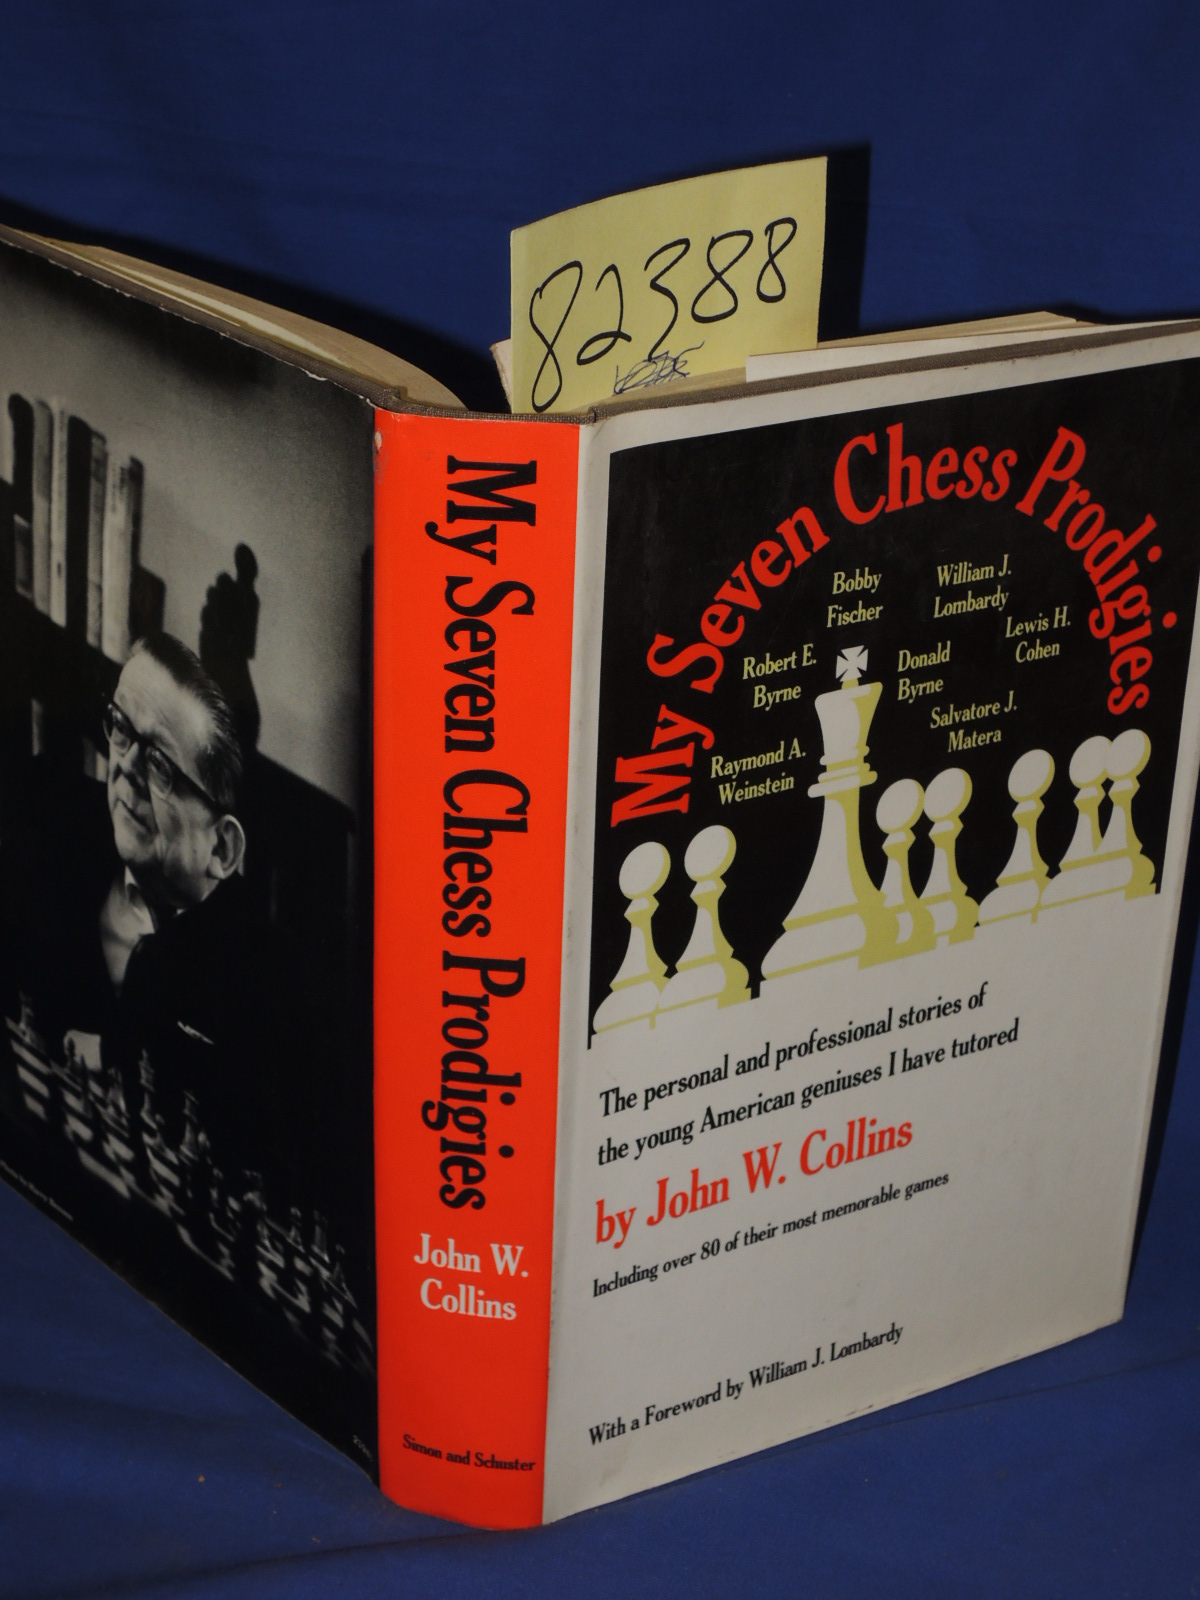 82388
My Seven Chess Prodigies
John W.
Collins
Simon and Schuster
My Seven Chess Prodigies
Bobby
Fischer
William J.
Lombardy
Lewis H.
Cohen
Robert E.
Byrne
Donald
Byrne
Salvatore J.
Matera
Raymond A.
Weinstein
The personal and professional stories of
the young American geniuses I have tutored
by John W. Collins
Including over 80 of their most memorable games
With a Foreword by William J. Lombardy